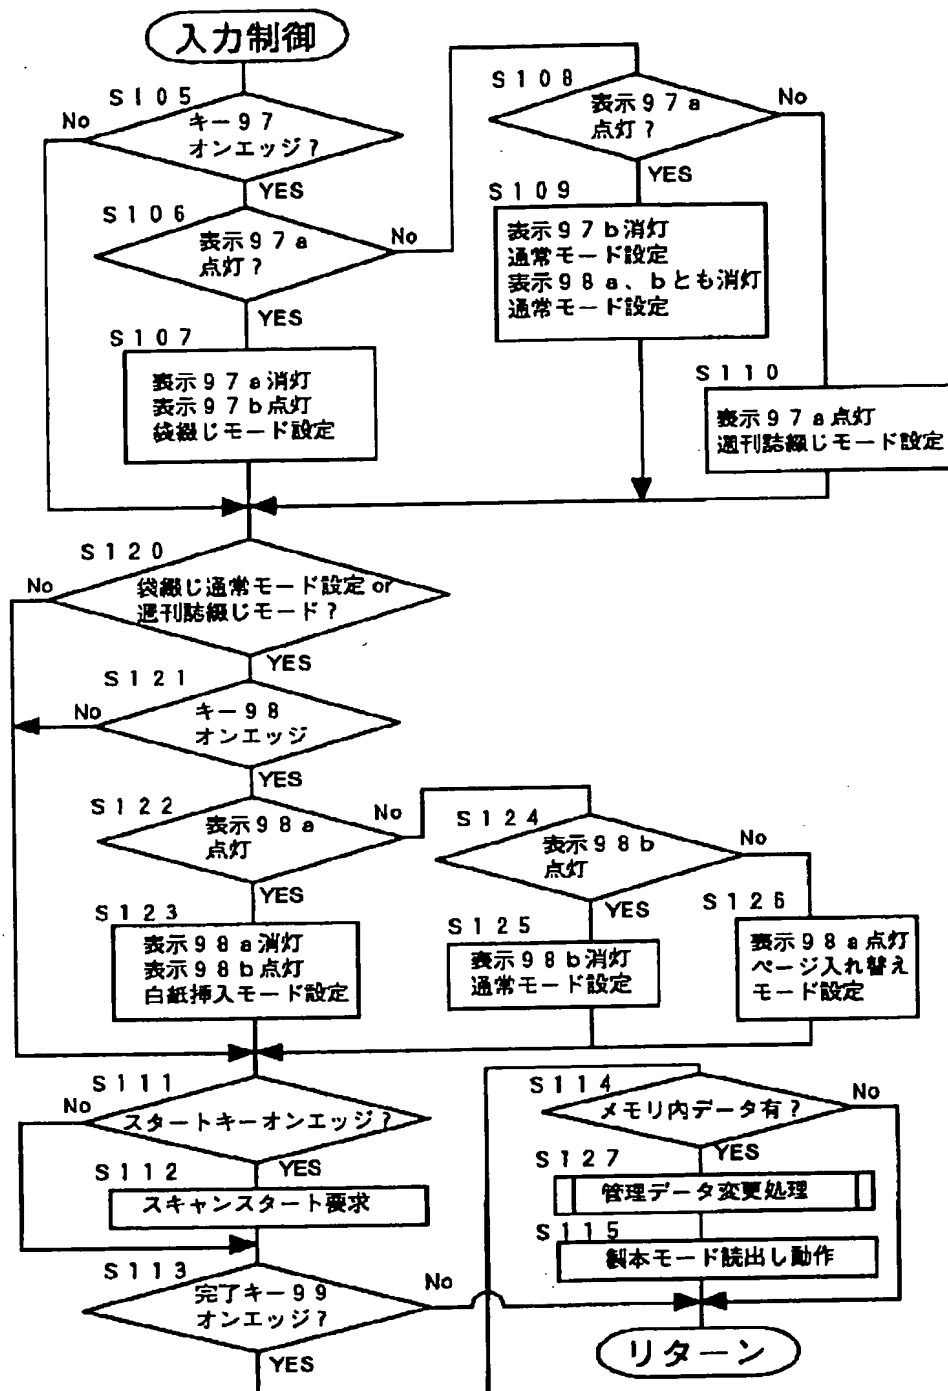 入力制御
S105
キー97
オンエッジ?
No
YES
S106
表示97a
点灯?
No
YES
S107
表示97a消灯
表示97b点灯
袋綴じモード設定
S108
表示97a
点灯?
No
YES
S109
表示97b消灯
通常モード設定
表示98a、bとも消灯
通常モード設定
S110
表示97a点灯
週刊誌綴じモード設定
S120
No
袋綴じ通常モード設定or
週刊誌綴じモード?
YES
S121
No
キー98
オンエッジ
YES
S122
表示98a
点灯
No
YES
S123
表示98a消灯
表示98b点灯
白紙挿入モード設定
S124
表示98b
点灯
No
YES
S125
表示98b消灯
通常モード設定
S126
表示98a点灯
ページ入れ替え
モード設定
S111
No
スタートキーオンエッジ?
YES
S112
スキャンスタート要求
S113
完了キー99
オンエッジ?
No
YES
S114
メモリ内データ有?
No
YES
S127
管理データ変更処理
S115
製本モード読出し動作
リターン